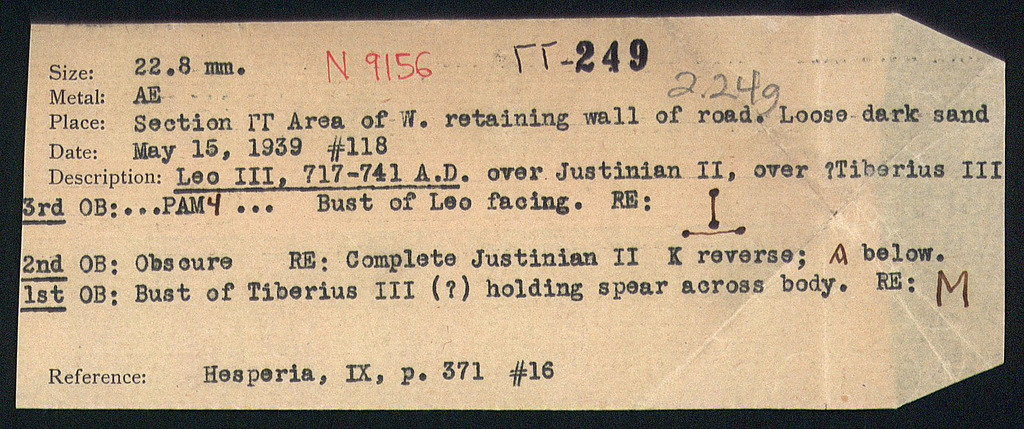 Size: 22.8 mm. N 9156 ΓΓ-249
Metal: AE 2.24g
Place: Section ΓΓ Area of W. retaining wall of road. Loose dark sand
Date: May 15, 1939 #118
Description: Leo III, 717-741 A.D. over Justinian II, over ?Tiberius III
3rd OB:...PAMЧ ... Bust of Leo facing. RE: I
2nd OB: Obscure RE: Complete Justinian II K reverse; A below.
1st OB: Bust of Tiberius III (?) holding spear across body. RE: M
Reference: Hesperia, IX, p. 371 #16